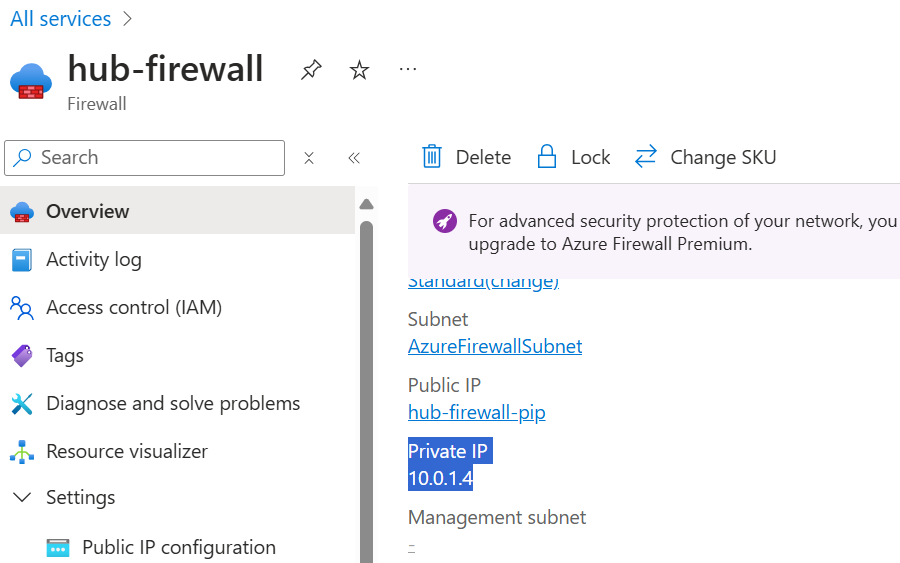 All services
hub-firewall
Firewall
Search
Overview
Activity log
Access control (IAM)
Tags
Diagnose and solve problems
Resource visualizer
Settings
Public IP configuration
Delete
Lock
Change SKU
For advanced security protection of your network, you
upgrade to Azure Firewall Premium.
Standard(change)
Subnet
AzureFirewallSubnet
Public IP
hub-firewall-pip
Private IP
10.0.1.4
Management subnet
-